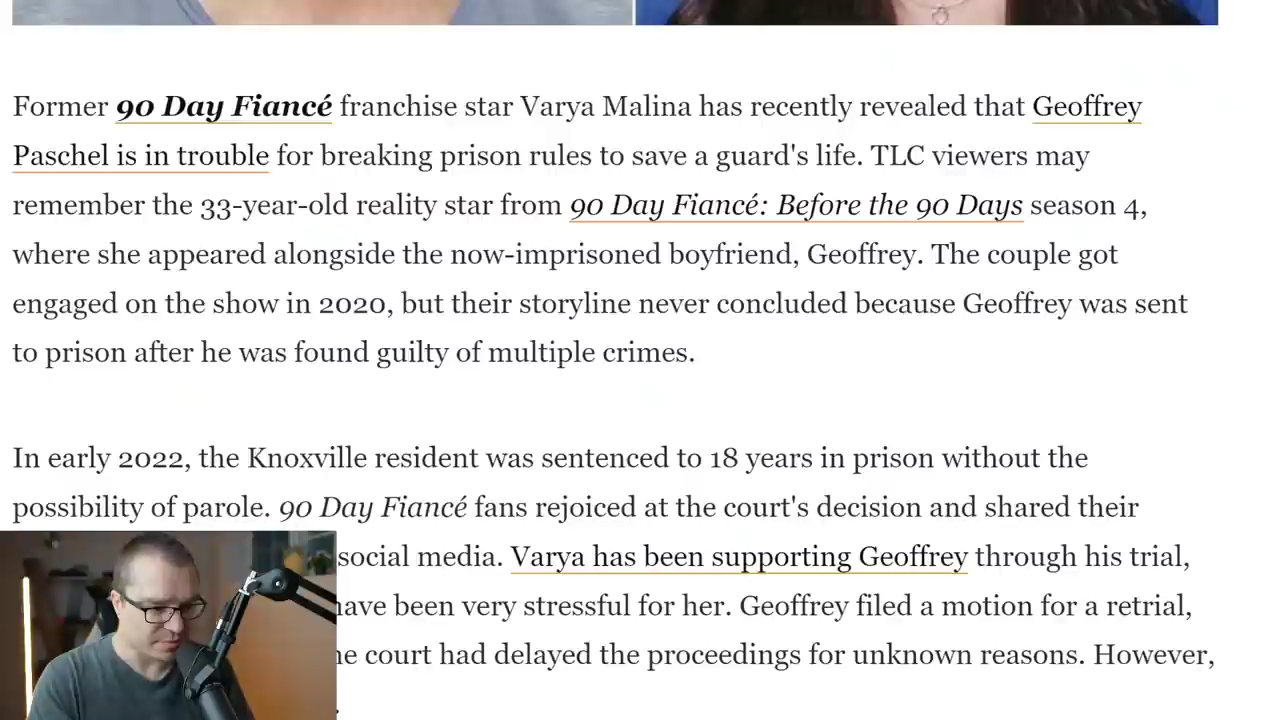 Former 90 Day Fiancé franchise star Varya Malina has recently revealed that Geoffrey
Paschel is in trouble for breaking prison rules to save a guard's life. TLC viewers may
remember the 33-year-old reality star from 90 Day Fiancé: Before the 90 Days season 4,
where she appeared alongside the now-imprisoned boyfriend, Geoffrey. The couple got
engaged on the show in 2020, but their storyline never concluded because Geoffrey was sent
to prison after he was found guilty of multiple crimes.
In early 2022, the Knoxville resident was sentenced to 18 years in prison without the
possibility of parole. 90 Day Fiancé fans rejoiced at the court's decision and shared their
social media. Varya has been supporting Geoffrey through his trial,
have been very stressful for her. Geoffrey filed a motion for a retrial,
court had delayed the proceedings for unknown reasons. However,